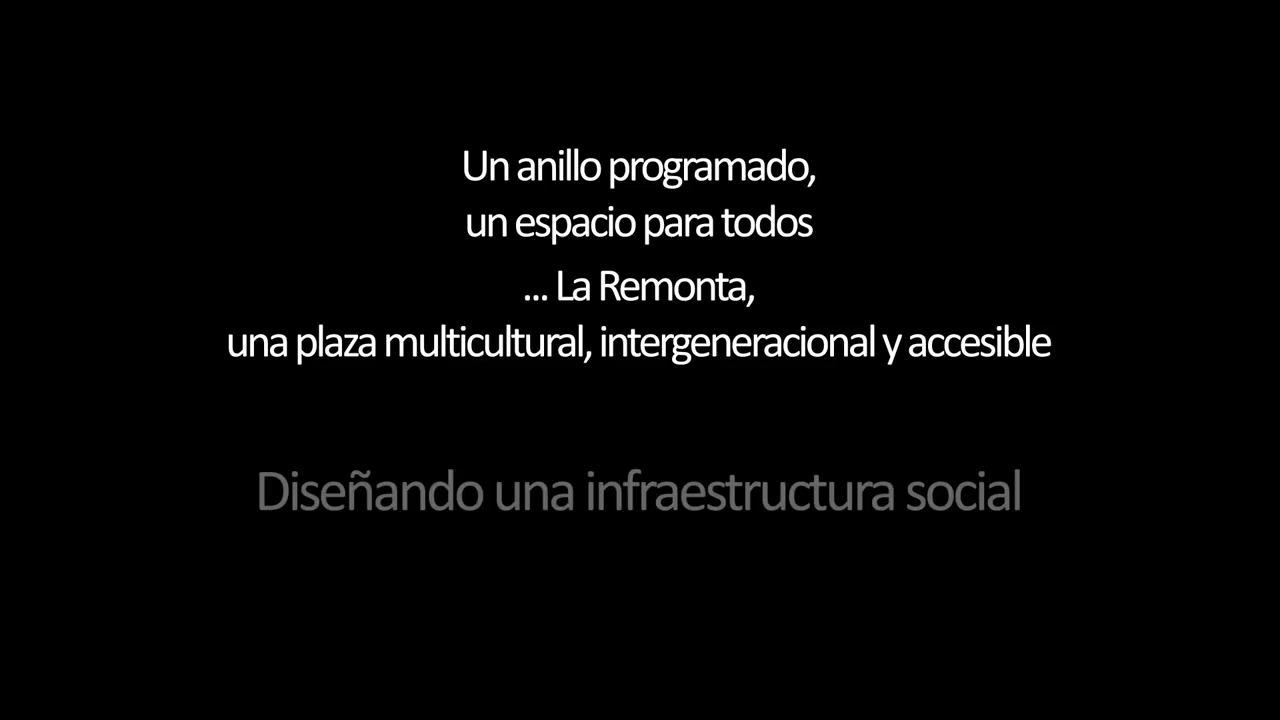 Un anillo programado,
un espacio para todos
... La Remonta,
una plaza multicultural, intergeneracional y accesible
Diseñando una infraestructura social